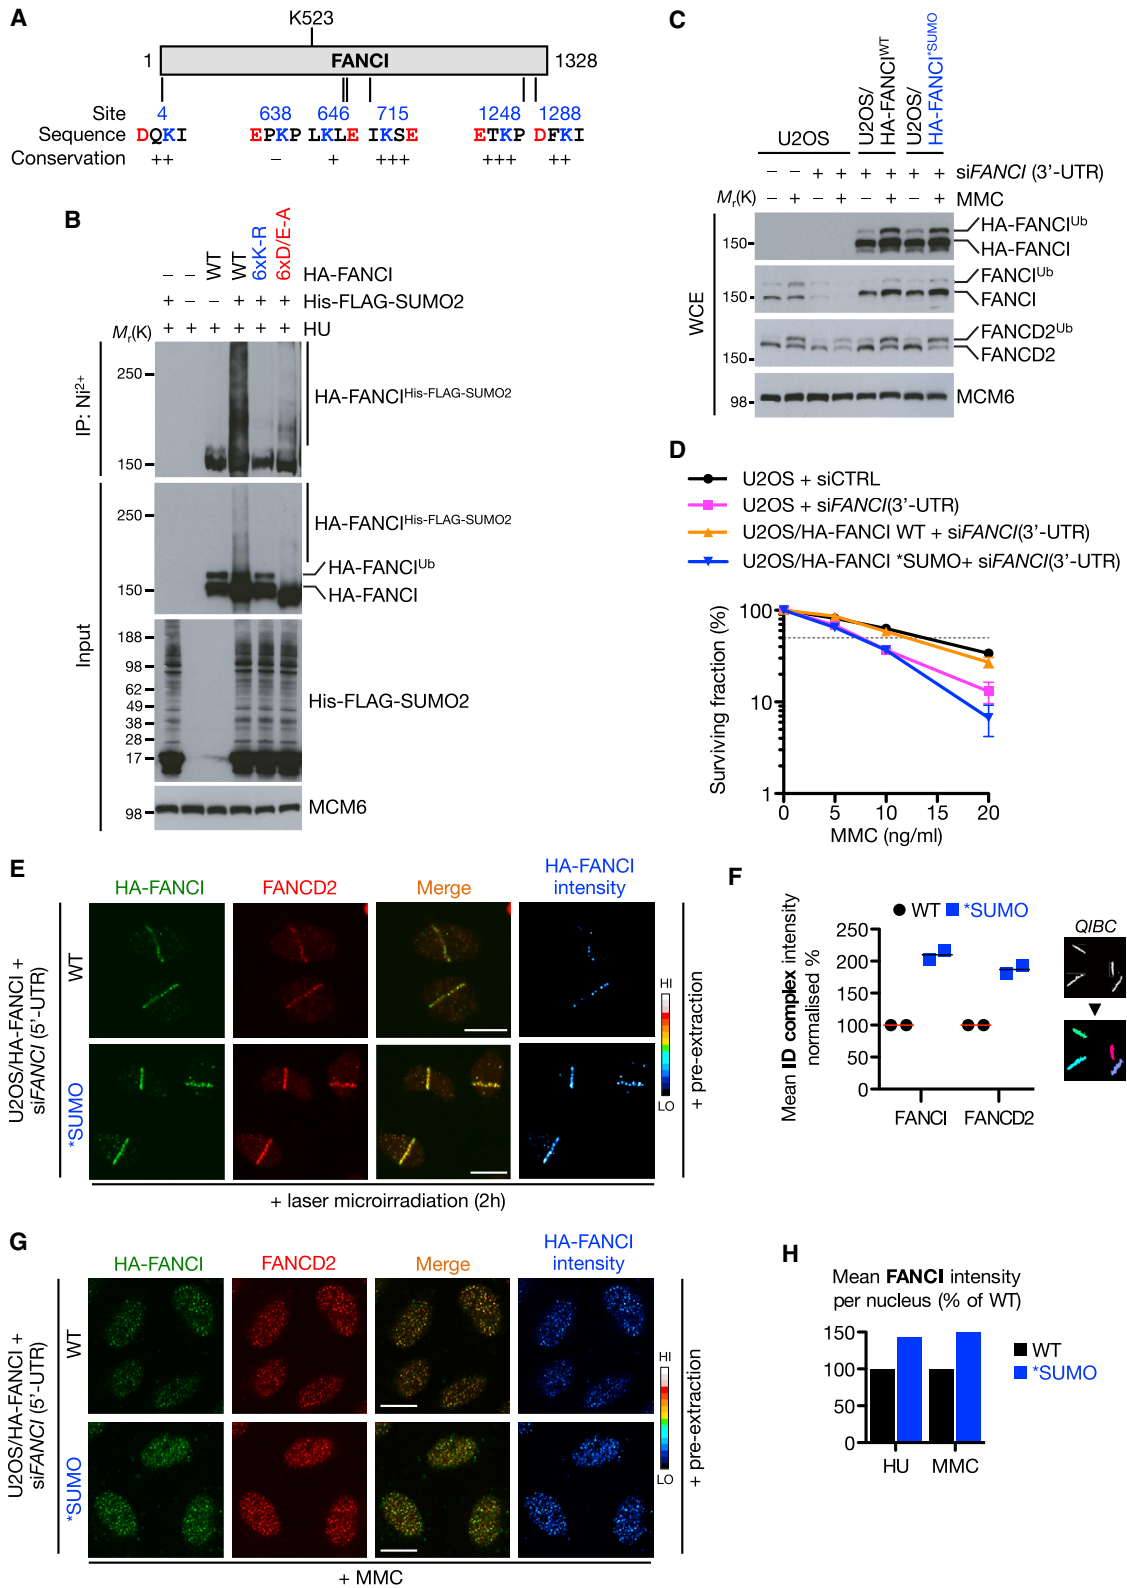 A
K523
1 FANCI 1328
Site 4 638 646 715 1248 1288
Sequence DQKI EPKP LKLE IKSE ETKP DFKI
Conservation ++ – + +++ +++ ++
B
– – WT WT 6xK-R 6xD/E-A HA-FANCI
+ – – + + + His-FLAG-SUMO2
Mr(K) + + + + + + HU
IP: Ni2+
250
HA-FANCIHis-FLAG-SUMO2
150
Input
250
HA-FANCIHis-FLAG-SUMO2
HA-FANCIUb
150
HA-FANCI
188
98
62
49
38
28
17
His-FLAG-SUMO2
98
MCM6
C
U2OS
U2OS/
HA-FANCIWT
U2OS/
HA-FANCI*SUMO
– – + + + + + + siFANCI (3’-UTR)
Mr(K) – + – + – + – + MMC
WCE
150
HA-FANCIUb
HA-FANCI
150
FANCIUb
FANCI
150
FANCD2Ub
FANCD2
98
MCM6
D
U2OS + siCTRL
U2OS + siFANCI(3’-UTR)
U2OS/HA-FANCI WT + siFANCI(3’-UTR)
U2OS/HA-FANCI *SUMO+ siFANCI(3’-UTR)
Surviving fraction (%)
100
10
1
0 5 10 15 20
MMC (ng/ml)
E
HA-FANCI FANCD2 Merge HA-FANCI
intensity
U2OS/HA-FANCI +
siFANCI (5’-UTR)
WT
*SUMO
HI
LO
+ pre-extraction
+ laser microirradiation (2h)
F
WT *SUMO
Mean ID complex intensity
normalised %
250
200
150
100
50
0
FANCI FANCD2
QIBC
G
HA-FANCI FANCD2 Merge HA-FANCI
intensity
U2OS/HA-FANCI +
siFANCI (5’-UTR)
WT
*SUMO
HI
LO
+ pre-extraction
+ MMC
H
Mean FANCI intensity
per nucleus (% of WT)
150
100
50
0
HU MMC
WT
*SUMO